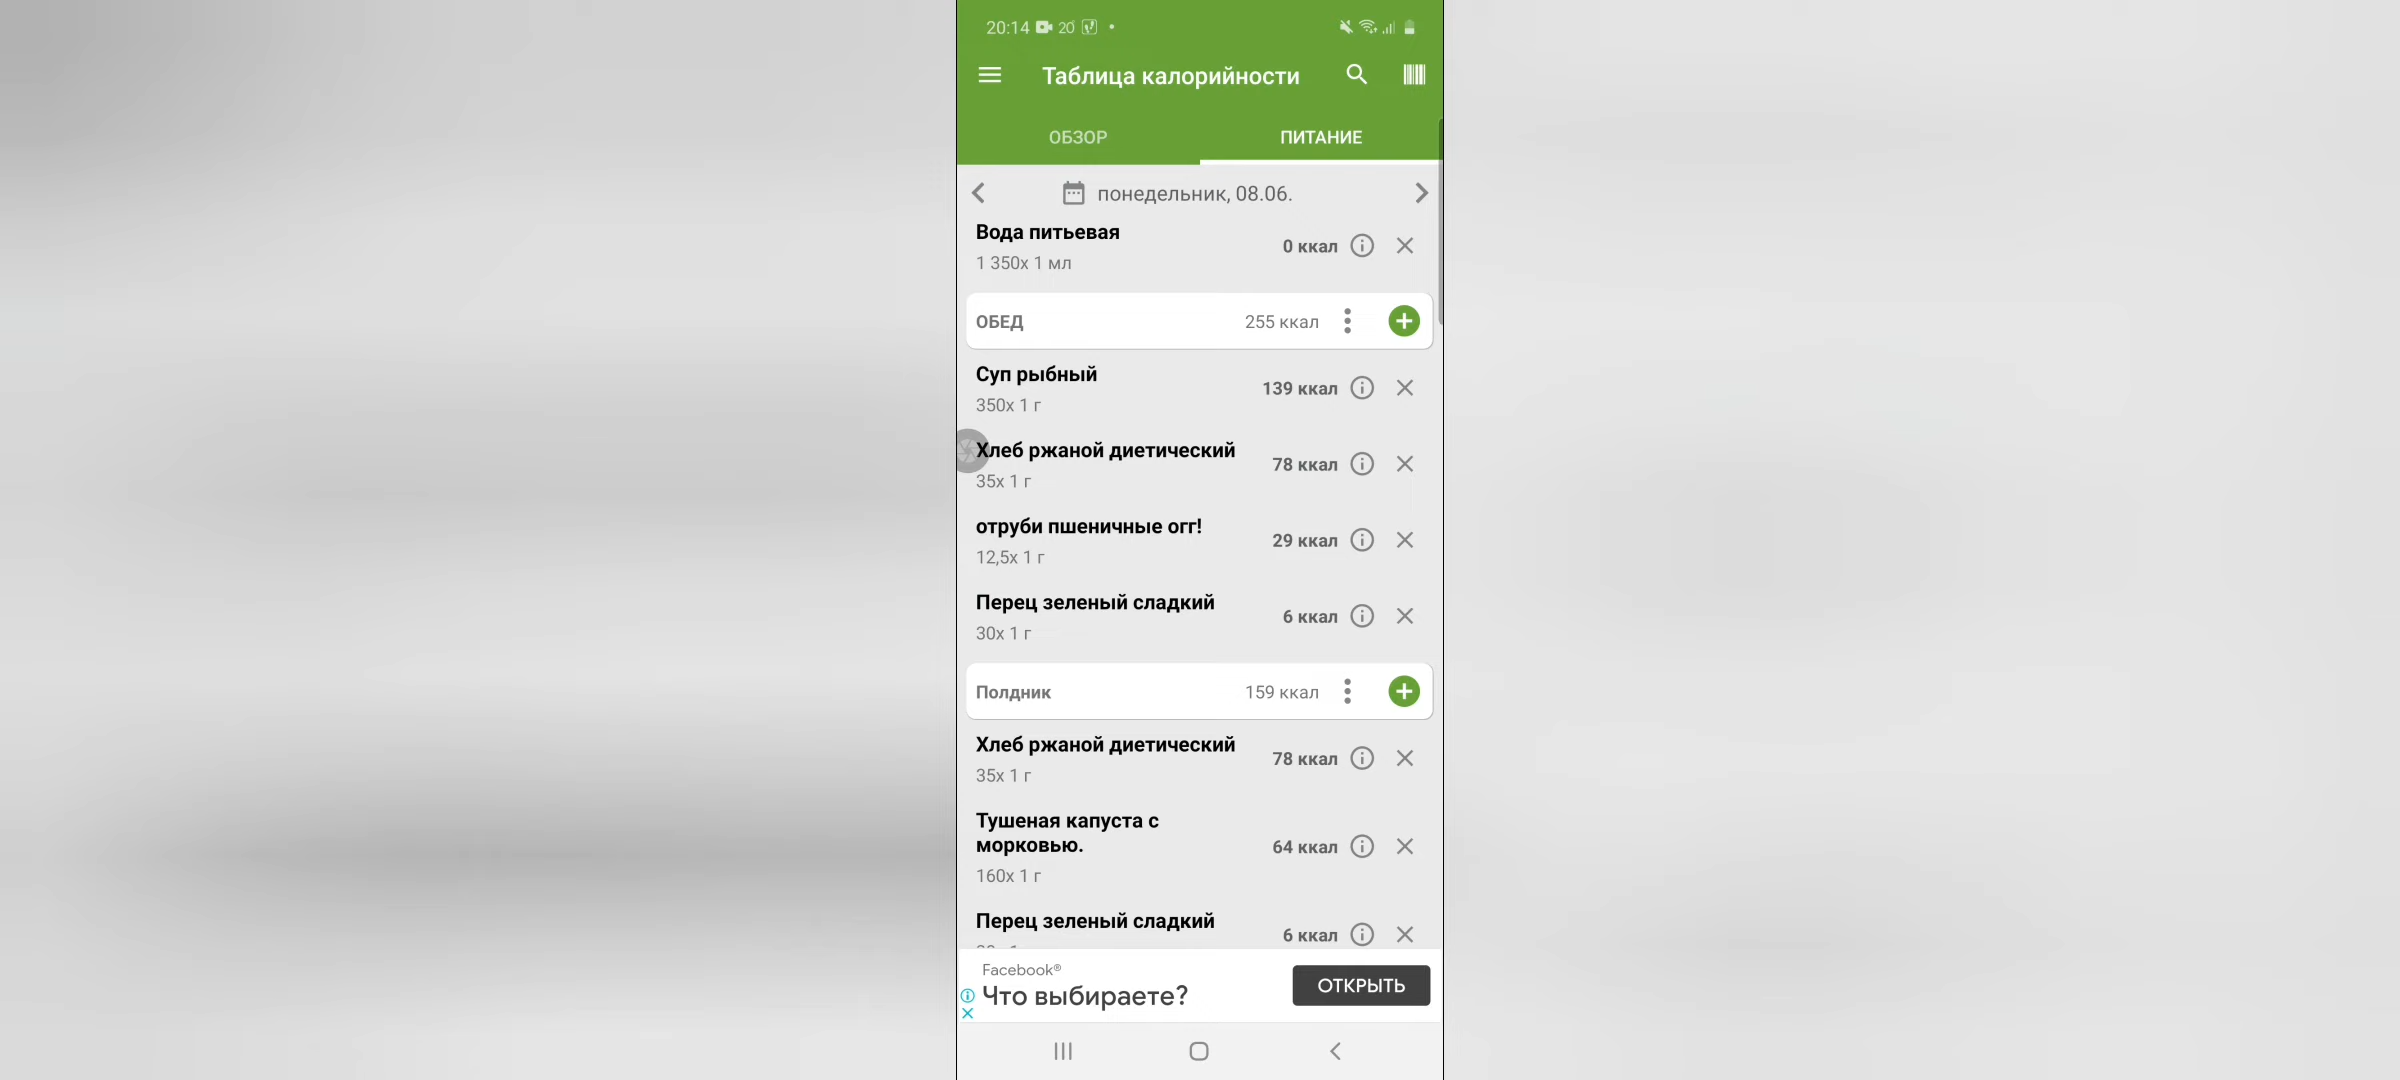 20:14 20
Таблица калорийности
ОБЗОР ПИТАНИЕ
понедельник, 08.06.
Вода питьевая
0 ккал
1 350x 1 мл
ОБЕД 255 ккал
Суп рыбный
139 ккал
350x 1 г
Хлеб ржаной диетический
78 ккал
35x 1 г
отруби пшеничные огг!
29 ккал
12,5x 1 г
Перец зеленый сладкий
6 ккал
30x 1 г
Полдник 159 ккал
Хлеб ржаной диетический
78 ккал
35x 1 г
Тушеная капуста с
морковью.
64 ккал
160x 1 г
Перец зеленый сладкий
6 ккал
Facebook®
Что выбираете?
ОТКРЫТЬ